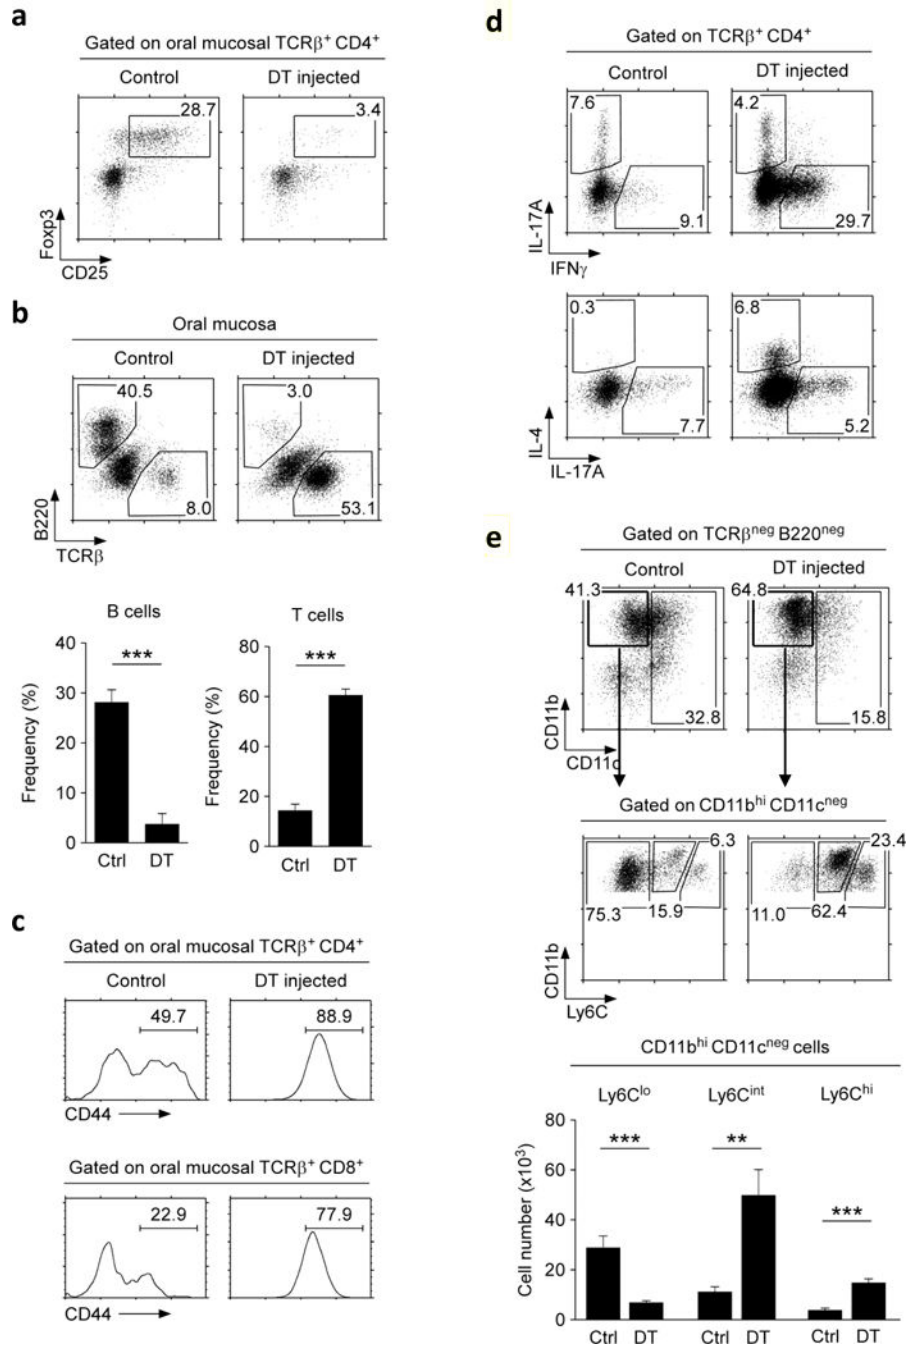 a
Gated on oral mucosal TCRβ⁺ CD4⁺
Control DT injected
28.7 3.4
Foxp3
CD25
b
Oral mucosa
Control DT injected
40.5 3.0
8.0 53.1
B220
TCRβ
B cells T cells
*** ***
40 30 20 10 0
80 60 40 20 0
Frequency (%) Frequency (%)
Ctrl DT Ctrl DT
c
Gated on oral mucosal TCRβ⁺ CD4⁺
Control DT injected
49.7 88.9
CD44
Gated on oral mucosal TCRβ⁺ CD8⁺
22.9 77.9
CD44
d
Gated on TCRβ⁺ CD4⁺
Control DT injected
7.6 4.2
9.1 29.7
IL-17A
IFNγ
0.3 6.8
7.7 5.2
IL-4
IL-17A
e
Gated on TCRβⁿᵉᵍ B220ⁿᵉᵍ
Control DT injected
41.3 64.8
32.8 15.8
CD11b
CD11c
Gated on CD11bʰⁱ CD11cⁿᵉᵍ
6.3 23.4
75.3 15.9 11.0 62.4
CD11b
Ly6C
CD11bʰⁱ CD11cⁿᵉᵍ cells
Ly6Cˡᵒ Ly6Cⁱⁿᵗ Ly6Cʰⁱ
*** ** ***
80 60 40 20 0
Cell number (x10³)
Ctrl DT Ctrl DT Ctrl DT